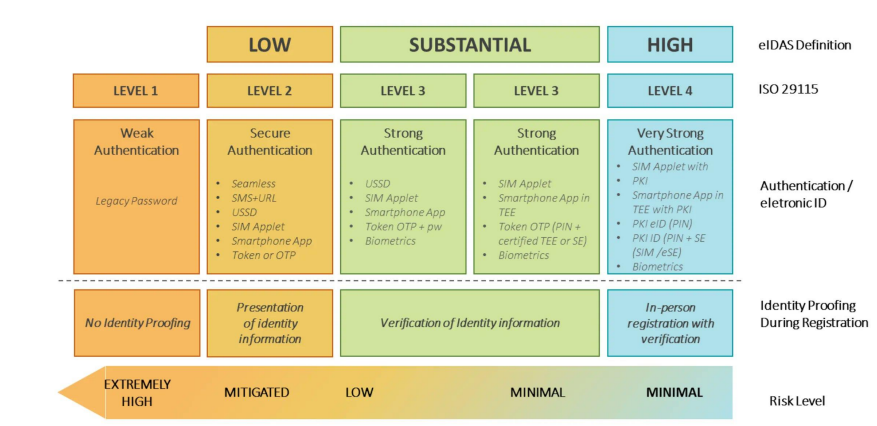 LOW
SUBSTANTIAL
HIGH
eIDAS Definition
LEVEL 1
LEVEL 2
LEVEL 3
LEVEL 3
LEVEL 4
ISO 29115
Weak
Authentication
Legacy Password
Secure
Authentication
• Seamless
• SMS+URL
• USSD
• SIM Applet
• Smartphone App
• Token or OTP
Strong
Authentication
• USSD
• SIM Applet
• Smartphone App
• Token OTP + pw
• Biometrics
Strong
Authentication
• SIM Applet
• Smartphone App in
TEE
• Token OTP (PIN +
certified TEE or SE)
• Biometrics
Very Strong
Authentication
• SIM Applet with
• PKI
• Smartphone App in
TEE with PKI
• PKI eID (PIN)
• PKI ID (PIN + SE
(SIM /eSE)
• Biometrics
Authentication /
eletronic ID
No Identity Proofing
Presentation
of identity
information
Verification of Identity information
In-person
registration with
verification
Identity Proofing
During Registration
EXTREMELY
HIGH
MITIGATED
LOW
MINIMAL
MINIMAL
Risk Level